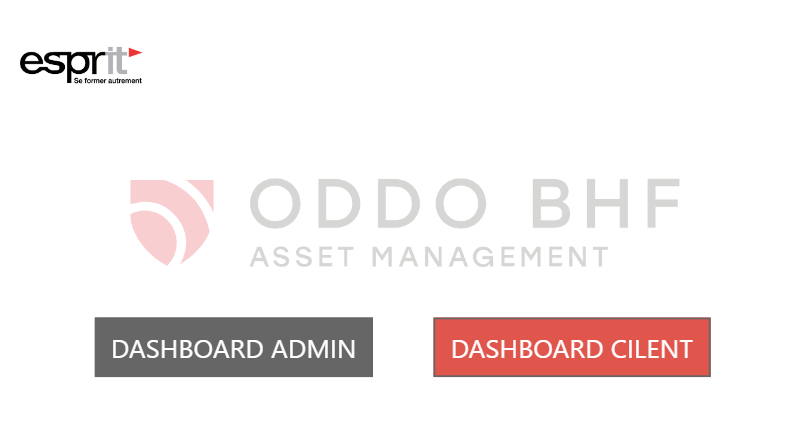 esprit
Se former autrement
ODDO BHF
ASSET MANAGEMENT
DASHBOARD ADMIN
DASHBOARD CILENT